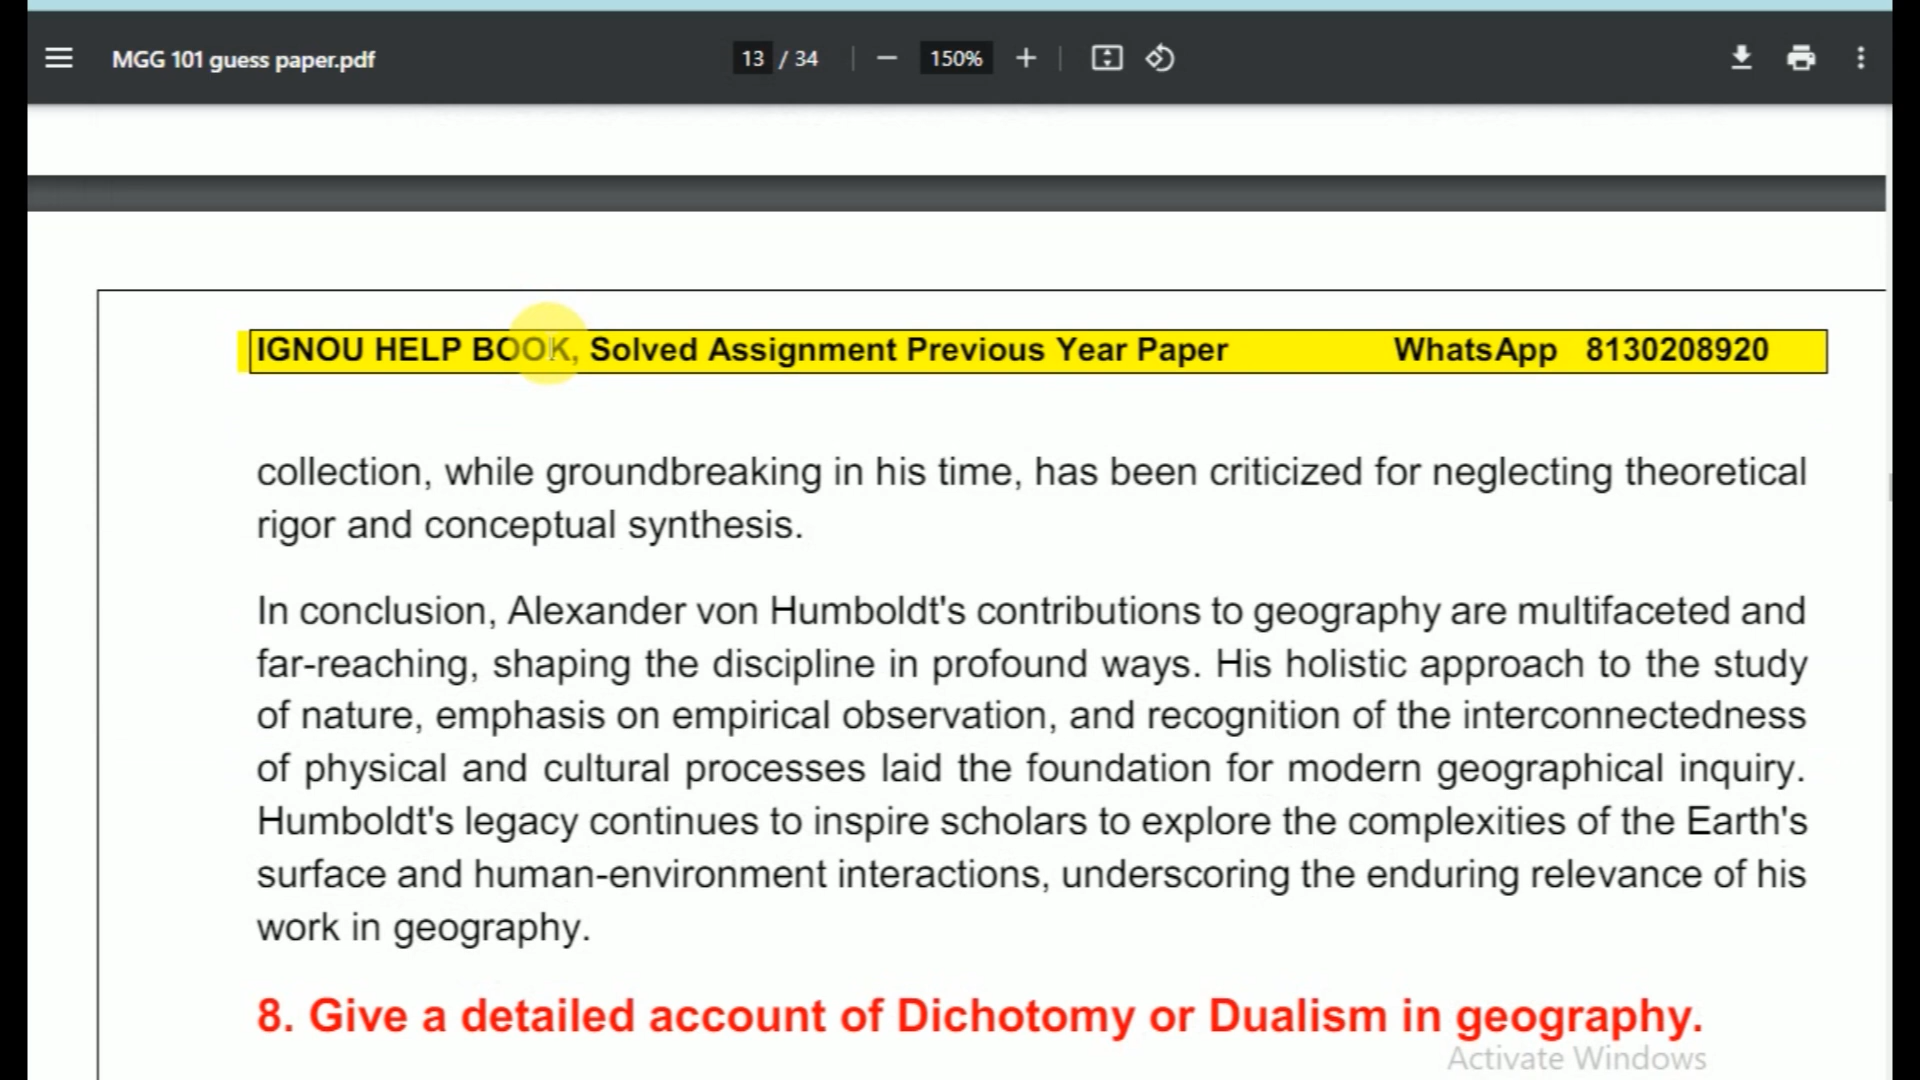 MGG 101 guess paper.pdf
13 / 34
150%
IGNOU HELP BOOK, Solved Assignment Previous Year Paper WhatsApp 8130208920
collection, while groundbreaking in his time, has been criticized for neglecting theoretical
rigor and conceptual synthesis.
In conclusion, Alexander von Humboldt's contributions to geography are multifaceted and
far-reaching, shaping the discipline in profound ways. His holistic approach to the study
of nature, emphasis on empirical observation, and recognition of the interconnectedness
of physical and cultural processes laid the foundation for modern geographical inquiry.
Humboldt's legacy continues to inspire scholars to explore the complexities of the Earth's
surface and human-environment interactions, underscoring the enduring relevance of his
work in geography.
8. Give a detailed account of Dichotomy or Dualism in geography.
Activate Windows